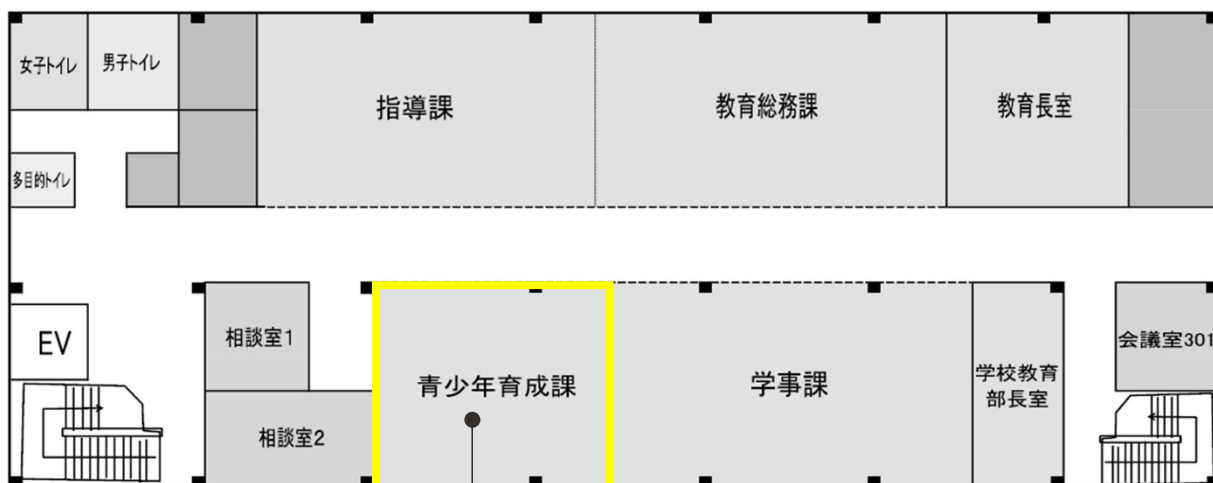 女子トイレ
男子トイレ
指導課
教育総務課
教育長室
多目的トイレ
EV
相談室1
相談室2
青少年育成課
学事課
学校教育
部長室
会議室301